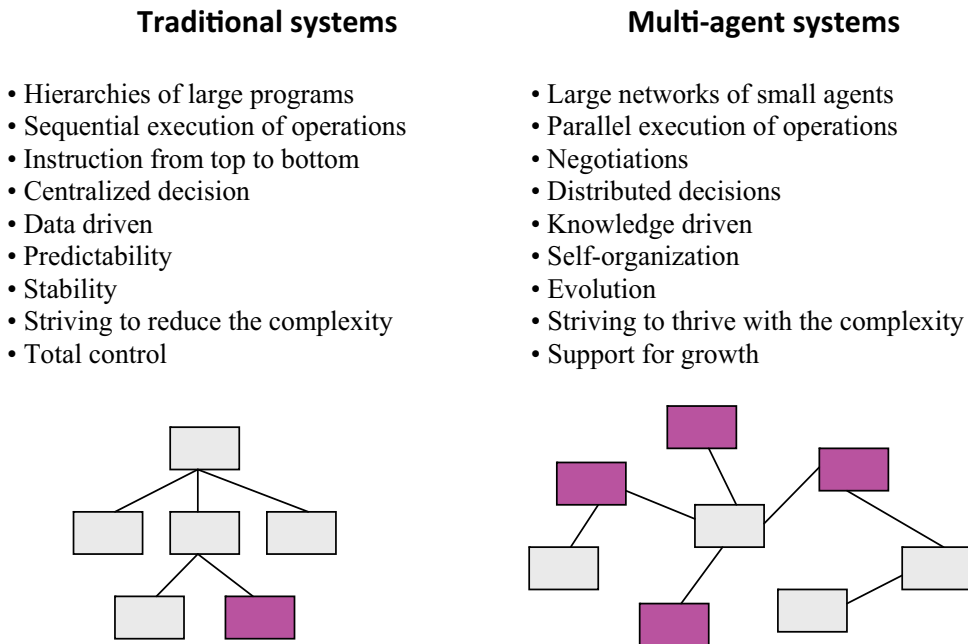 Traditional systems
• Hierarchies of large programs
• Sequential execution of operations
• Instruction from top to bottom
• Centralized decision
• Data driven
• Predictability
• Stability
• Striving to reduce the complexity
• Total control
Multi-agent systems
• Large networks of small agents
• Parallel execution of operations
• Negotiations
• Distributed decisions
• Knowledge driven
• Self-organization
• Evolution
• Striving to thrive with the complexity
• Support for growth